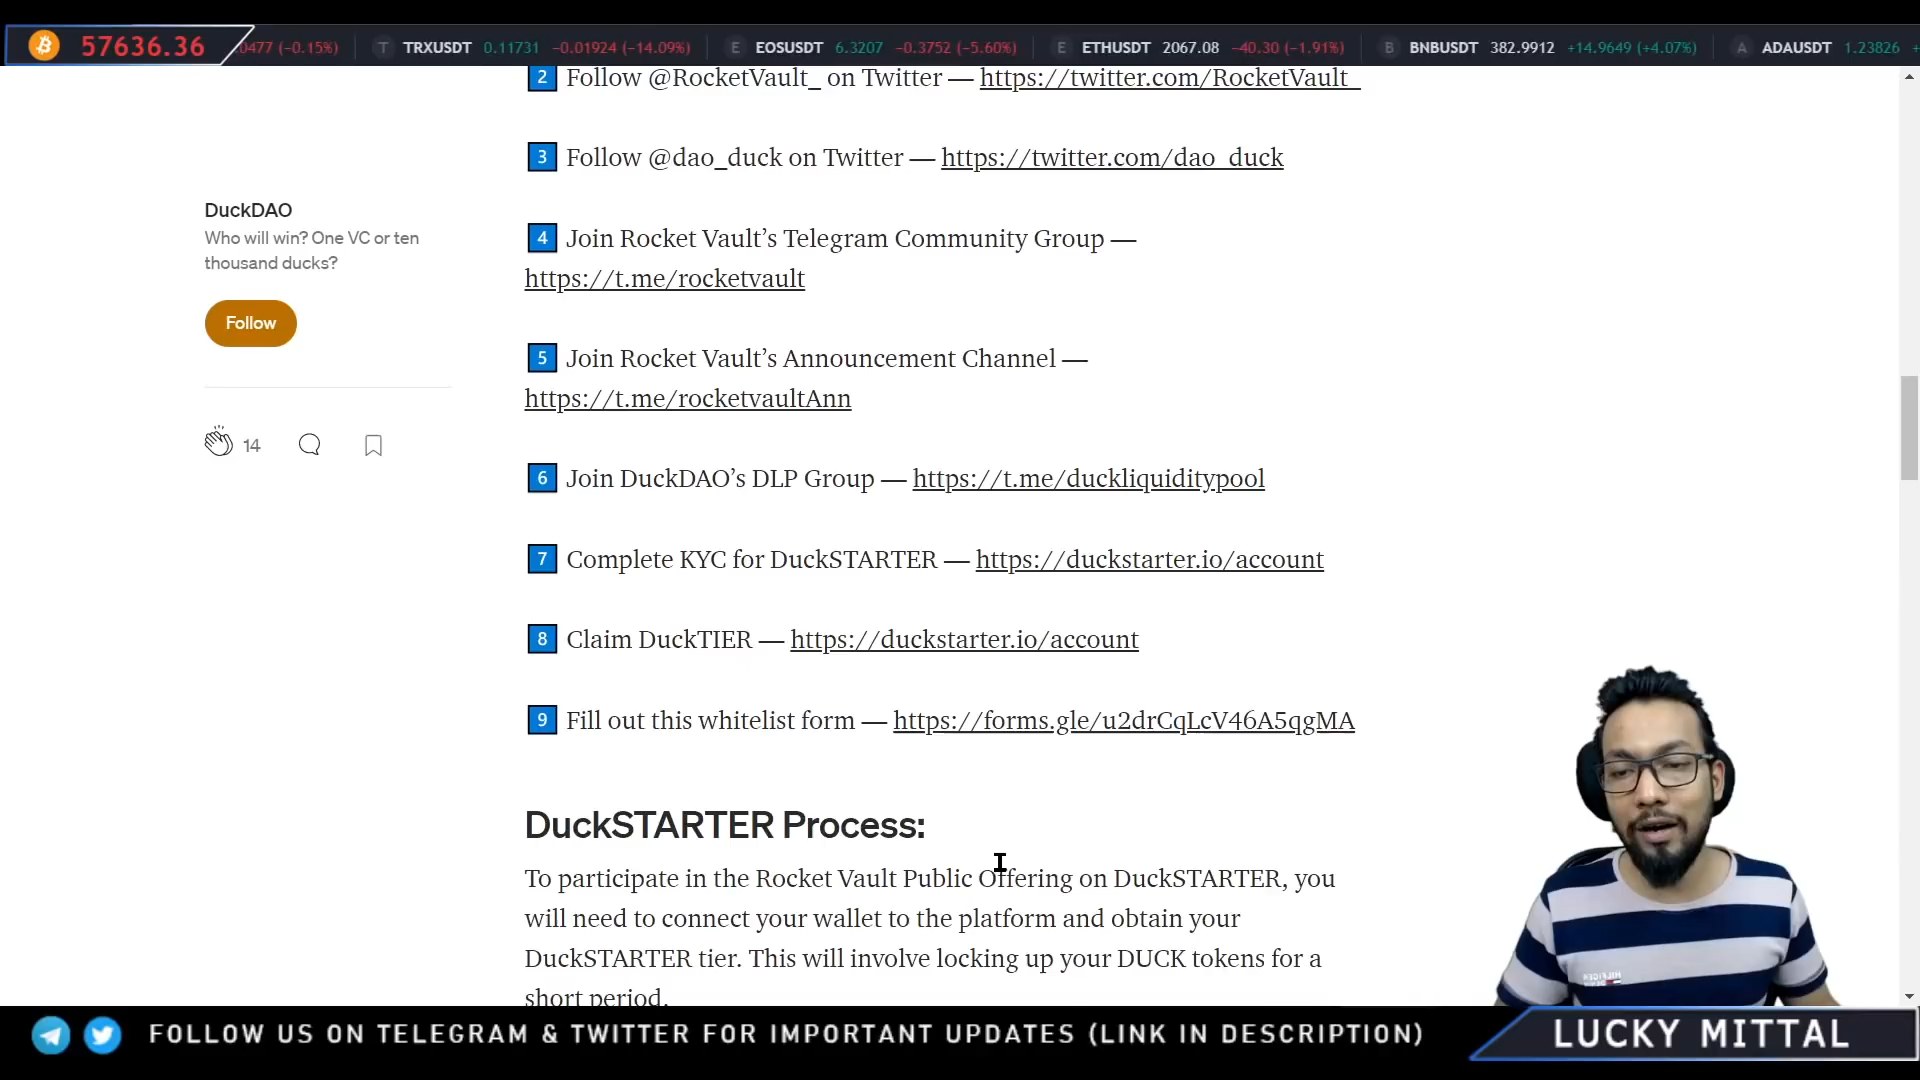 57636.36
0477 (−0.15%)
T TRXUSDT 0.11731 −0.01924 (−14.09%)
E EOSUSDT 6.3207 −0.3752 (−5.60%)
E ETHUSDT 2067.08 −40.30 (−1.91%)
B BNBUSDT 382.9912 +14.9649 (+4.07%)
A ADAUSDT 1.23826 +
2 Follow @RocketVault_ on Twitter — https://twitter.com/RocketVault_
3 Follow @dao_duck on Twitter — https://twitter.com/dao_duck
DuckDAO
Who will win? One VC or ten
thousand ducks?
Follow
14
4 Join Rocket Vault’s Telegram Community Group —
https://t.me/rocketvault
5 Join Rocket Vault’s Announcement Channel —
https://t.me/rocketvaultAnn
6 Join DuckDAO’s DLP Group — https://t.me/duckliquiditypool
7 Complete KYC for DuckSTARTER — https://duckstarter.io/account
8 Claim DuckTIER — https://duckstarter.io/account
9 Fill out this whitelist form — https://forms.gle/u2drCqLcV46A5qgMA
DuckSTARTER Process:
To participate in the Rocket Vault Public Offering on DuckSTARTER, you
will need to connect your wallet to the platform and obtain your
DuckSTARTER tier. This will involve locking up your DUCK tokens for a
short period.
FOLLOW US ON TELEGRAM & TWITTER FOR IMPORTANT UPDATES (LINK IN DESCRIPTION)
LUCKY MITTAL